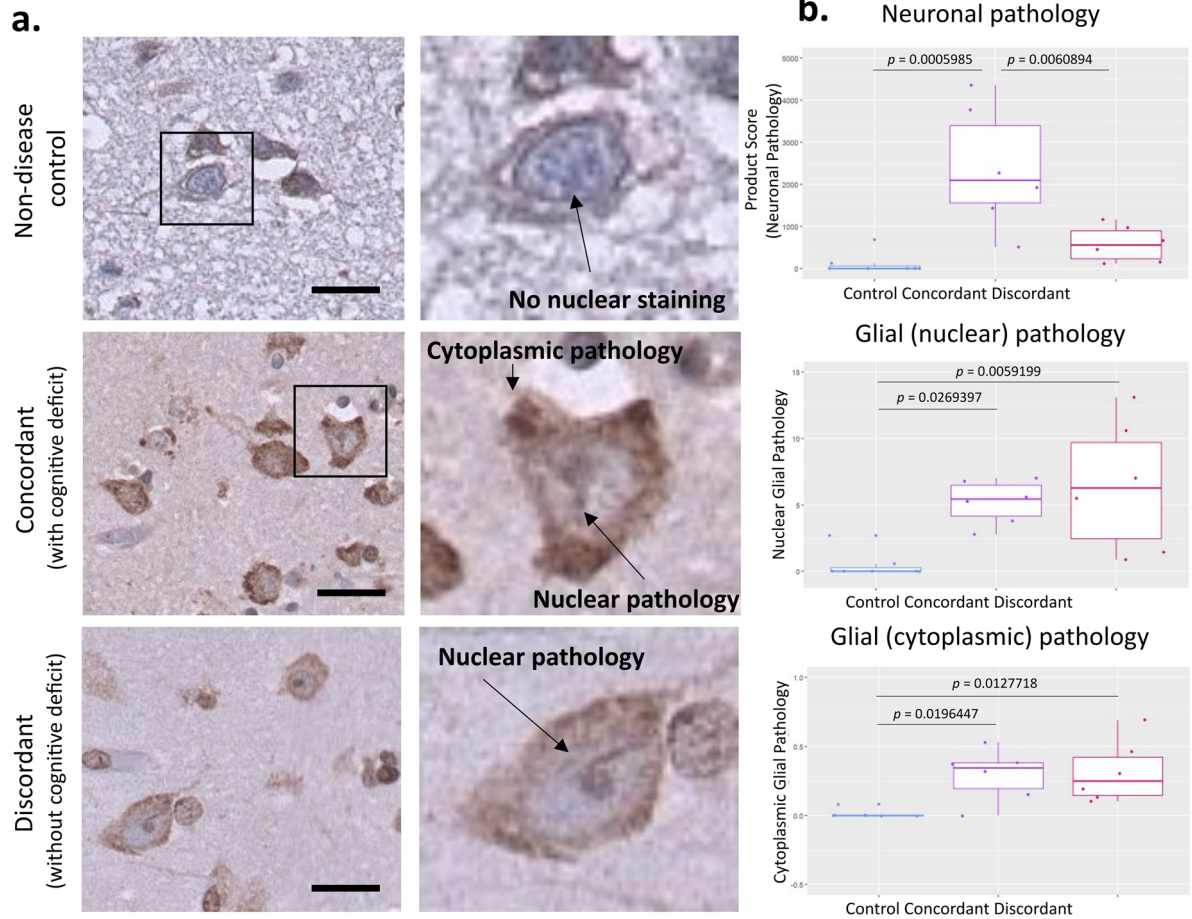 a.
Non-disease
control
No nuclear staining
Concordant
(with cognitive deficit)
Cytoplasmic pathology
Nuclear pathology
Discordant
(without cognitive deficit)
Nuclear pathology
b.
Neuronal pathology
Product Score
(Neuronal Pathology)
5000
4000
3000
2000
1000
0
p = 0.0005985
p = 0.0060894
Control Concordant Discordant
Glial (nuclear) pathology
Nuclear Glial Pathology
15
10
5
0
p = 0.0059199
p = 0.0269397
Control Concordant Discordant
Glial (cytoplasmic) pathology
Cytoplasmic Glial Pathology
1.0
0.5
0.0
-0.5
p = 0.0127718
p = 0.0196447
Control Concordant Discordant